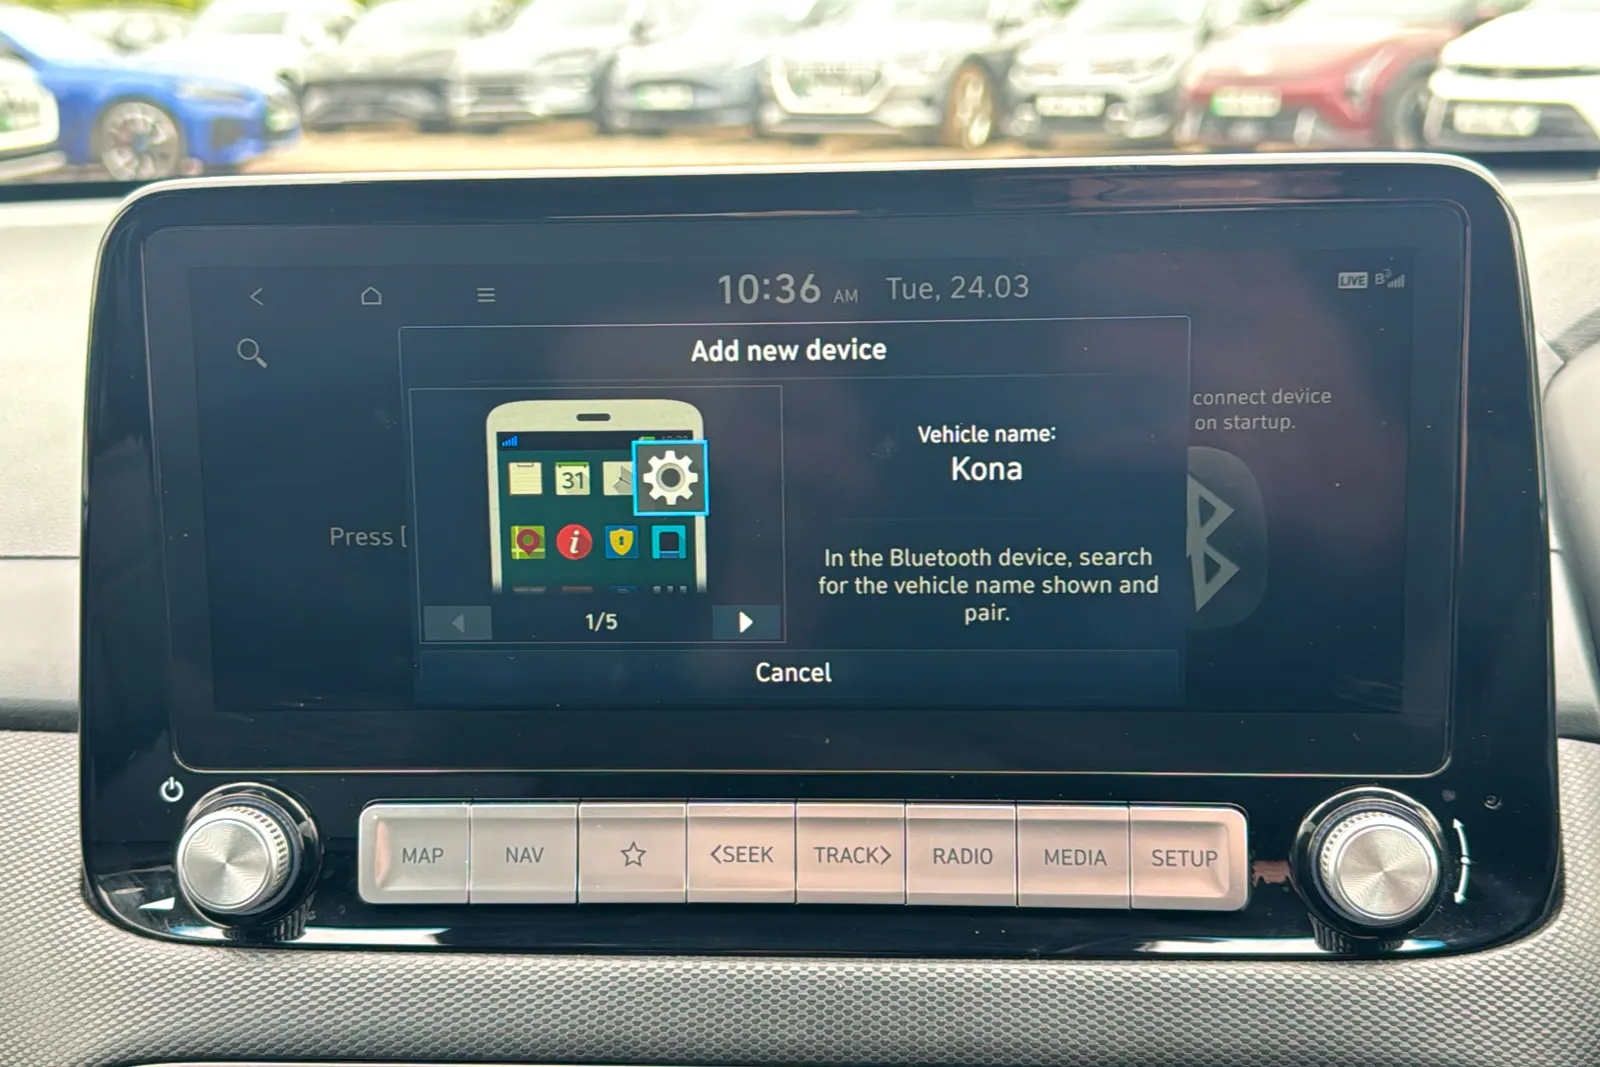 10:36 AM Tue, 24.03
LIVE
Add new device
connect device
on startup.
Vehicle name:
Kona
31
i
Press [
In the Bluetooth device, search
for the vehicle name shown and
pair.
1/5
Cancel
MAP NAV <SEEK TRACK> RADIO MEDIA SETUP